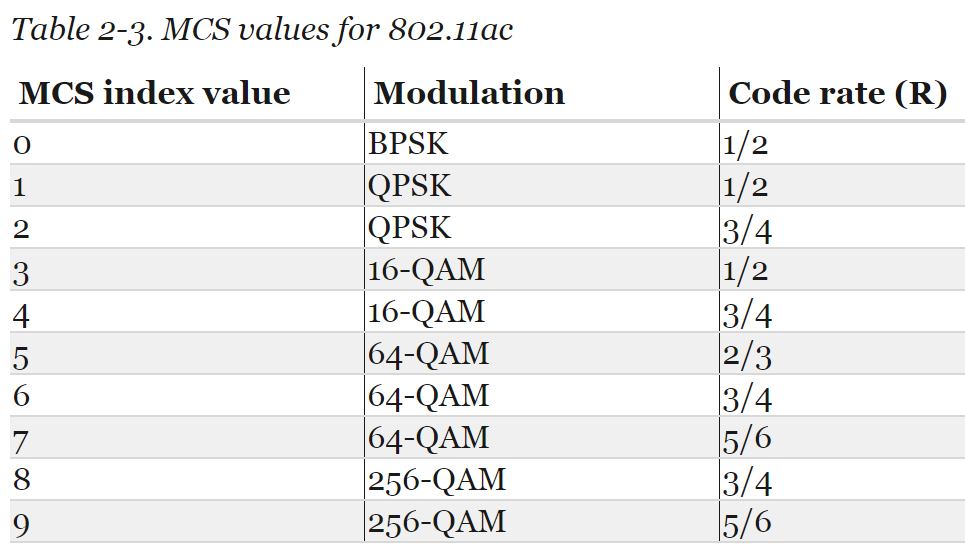 Table 2-3. MCS values for 802.11ac
MCS index value Modulation Code rate (R)
0 BPSK 1/2
1 QPSK 1/2
2 QPSK 3/4
3 16-QAM 1/2
4 16-QAM 3/4
5 64-QAM 2/3
6 64-QAM 3/4
7 64-QAM 5/6
8 256-QAM 3/4
9 256-QAM 5/6